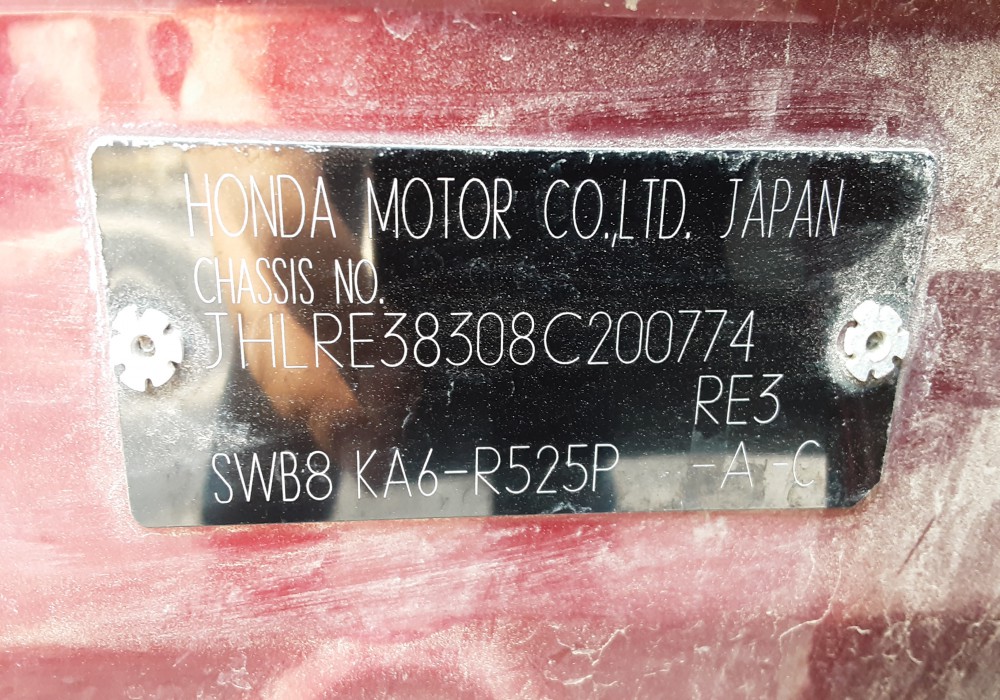 HONDA MOTOR CO.,LTD. JAPAN
CHASSIS NO.
JHLRE38308C200774
RE3
SWB8 KA6-R525P -A -C